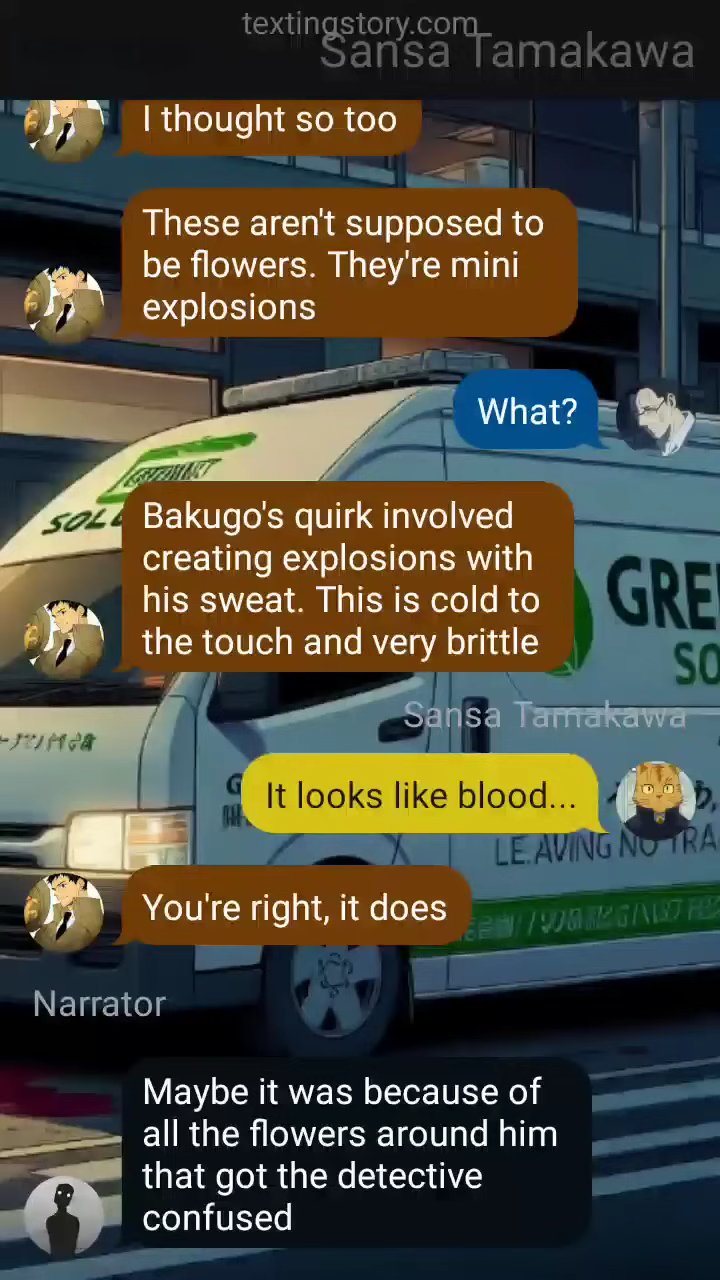 textingstory.com
Sansa Tamakawa
I thought so too
These aren't supposed to
be flowers. They're mini
explosions
What?
Bakugo's quirk involved
creating explosions with
his sweat. This is cold to
the touch and very brittle
GRE
SO
Sansa Tamakawa
It looks like blood...
LEAVING NO TRA
You're right, it does
Narrator
Maybe it was because of
all the flowers around him
that got the detective
confused